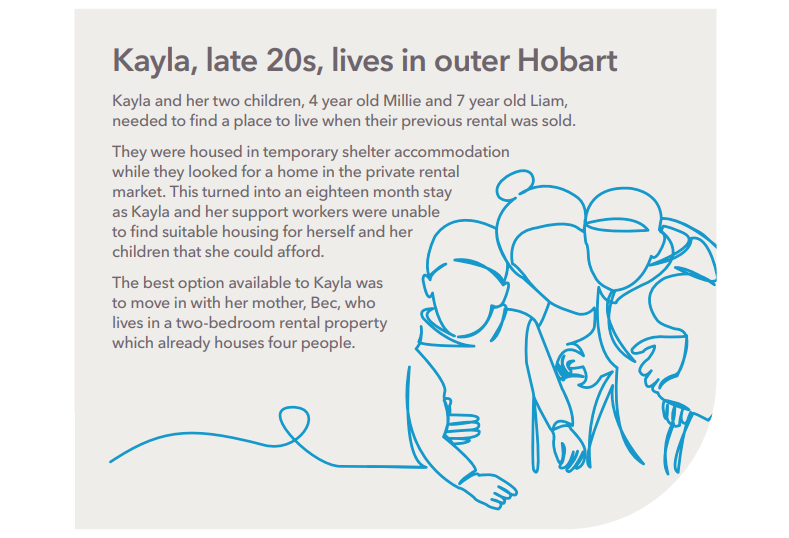 Kayla, late 20s, lives in outer Hobart
Kayla and her two children, 4 year old Millie and 7 year old Liam,
needed to find a place to live when their previous rental was sold.
They were housed in temporary shelter accommodation
while they looked for a home in the private rental
market. This turned into an eighteen month stay
as Kayla and her support workers were unable
to find suitable housing for herself and her
children that she could afford.
The best option available to Kayla was
to move in with her mother, Bec, who
lives in a two-bedroom rental property
which already houses four people.